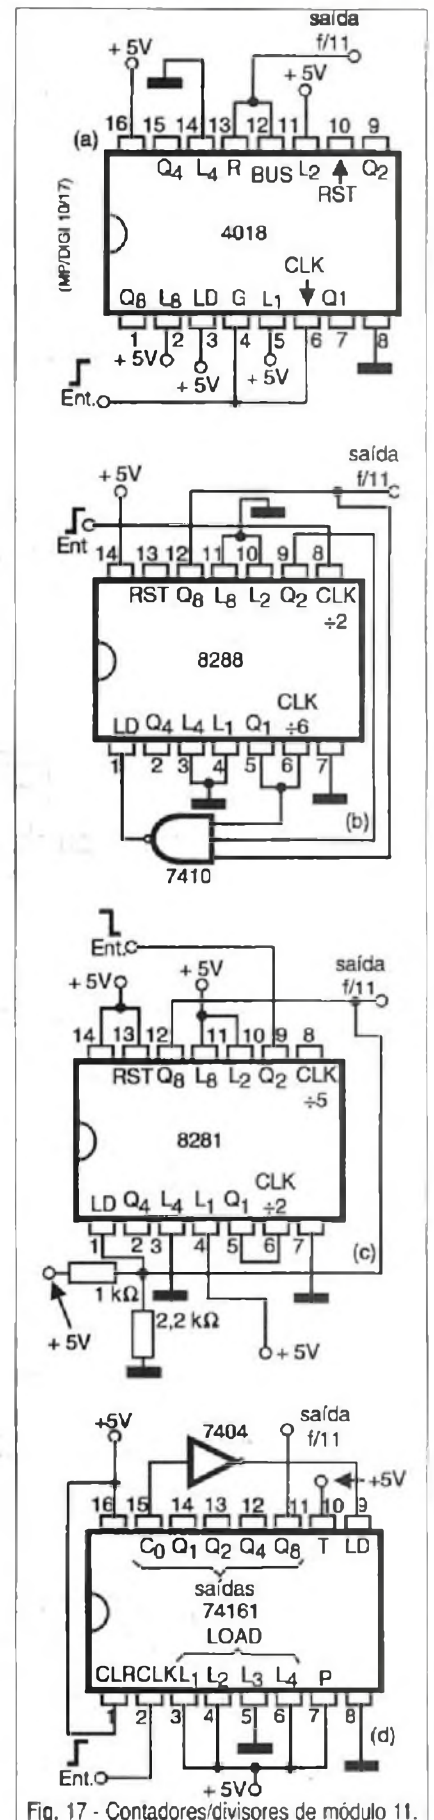 saída
f/11
+ 5V
+ 5V
16 15 14 13 12 11 10 9
(a)
Q4 L4 R BUS L2 Q2
RST
4018
(MP/DIGI 10/17)
CLK
Q8 L8 LD G L1 Q1
1 2 3 4 5 6 7 8
+5V
+ 5V
+5V
Ent.
saída
f/11
+ 5V
Ent
14 13 12 11 10 9 8
RST Q8 L8 L2 Q2 CLK
÷2
8288
CLK
LD Q4 L4 L1 Q1 ÷6
1 2 3 4 5 6 7
(b)
7410
Ent.
saída
f/11
+ 5V
+ 5V
14 13 12 11 10 9 8
RST Q8 L8 L2 Q2 CLK
÷5
8281
CLK
LD Q4 L4 L1 Q1 ÷2
1 2 3 4 5 6 7
(c)
1 kΩ
+ 5V
2,2 kΩ
+ 5V
saída
f/11
7404
+5V
+5V
16 15 14 13 12 11 10 9
C0 Q1 Q2 Q4 Q8 T LD
saídas
74161
LOAD
CLR CLK L1 L2 L3 L4 P
1 2 3 4 5 6 7 8
(d)
Ent.
+ 5V
Fig. 17 - Contadores/divisores de módulo 11.